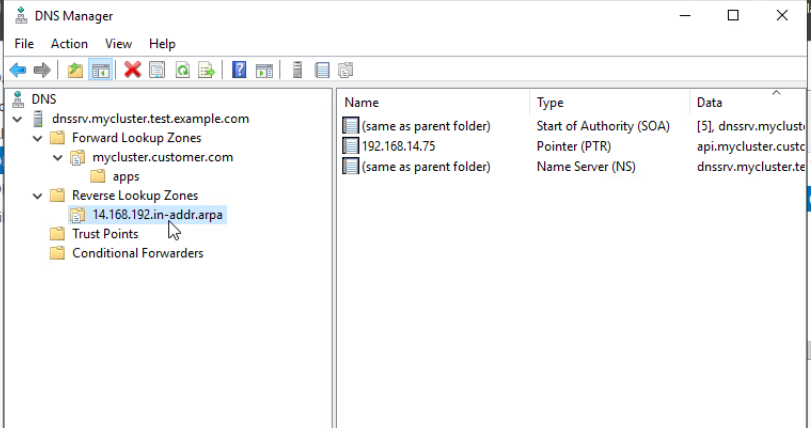 DNS Manager
File Action View Help
DNS
dnssrv.mycluster.test.example.com
Forward Lookup Zones
mycluster.customer.com
apps
Reverse Lookup Zones
14.168.192.in-addr.arpa
Trust Points
Conditional Forwarders
Name Type Data
(same as parent folder) Start of Authority (SOA) [5], dnssrv.myclust
192.168.14.75 Pointer (PTR) api.mycluster.custo
(same as parent folder) Name Server (NS) dnssrv.mycluster.te